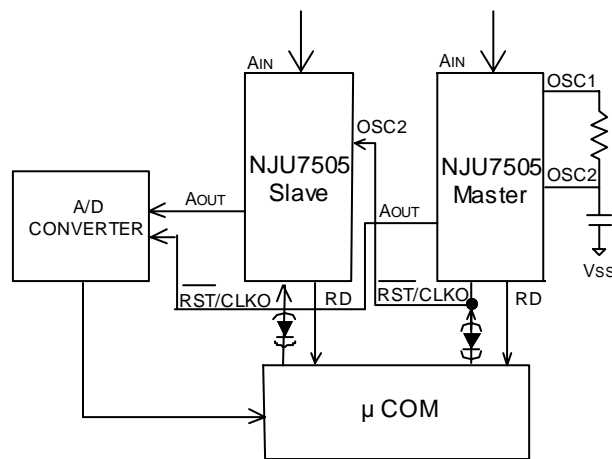 AIN
AIN
OSC1
OSC2
NJU7505
Slave
NJU7505
Master
OSC2
A/D
CONVERTER
AOUT
AOUT
VSS
RST/CLKO
RD
RST/CLKO
RD
μ COM